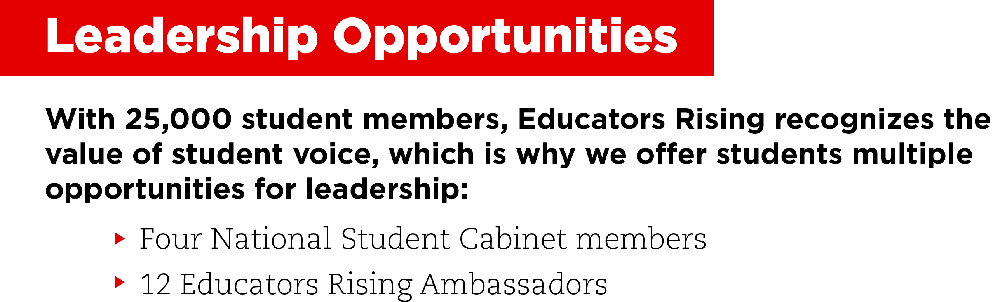 Leadership Opportunities
With 25,000 student members, Educators Rising recognizes the
value of student voice, which is why we offer students multiple
opportunities for leadership:
‣ Four National Student Cabinet members
‣ 12 Educators Rising Ambassadors